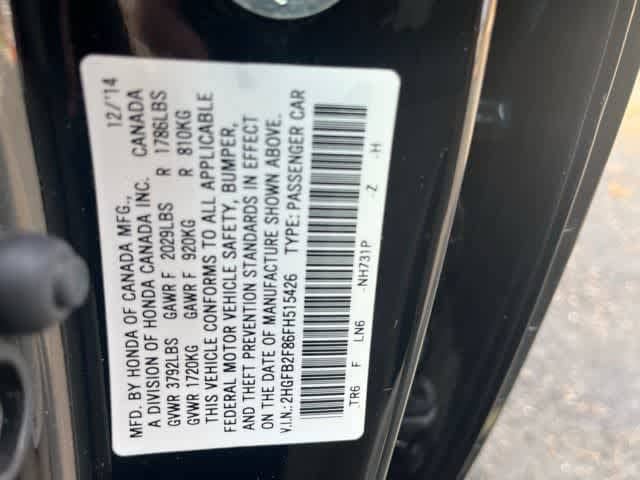 MFD. BY HONDA OF CANADA MFG., 12/'14
A DIVISION OF HONDA CANADA INC. CANADA
GVWR 3792LBS GAWR F 2029LBS R 1786LBS
GVWR 1720KG GAWR F 920KG R 810KG
THIS VEHICLE CONFORMS TO ALL APPLICABLE
FEDERAL MOTOR VEHICLE SAFETY, BUMPER,
AND THEFT PREVENTION STANDARDS IN EFFECT
ON THE DATE OF MANUFACTURE SHOWN ABOVE.
V.I.N.: 2HGFB2F86FH515426 TYPE: PASSENGER CAR
TR6 F LN6 -NH731P -Z -H